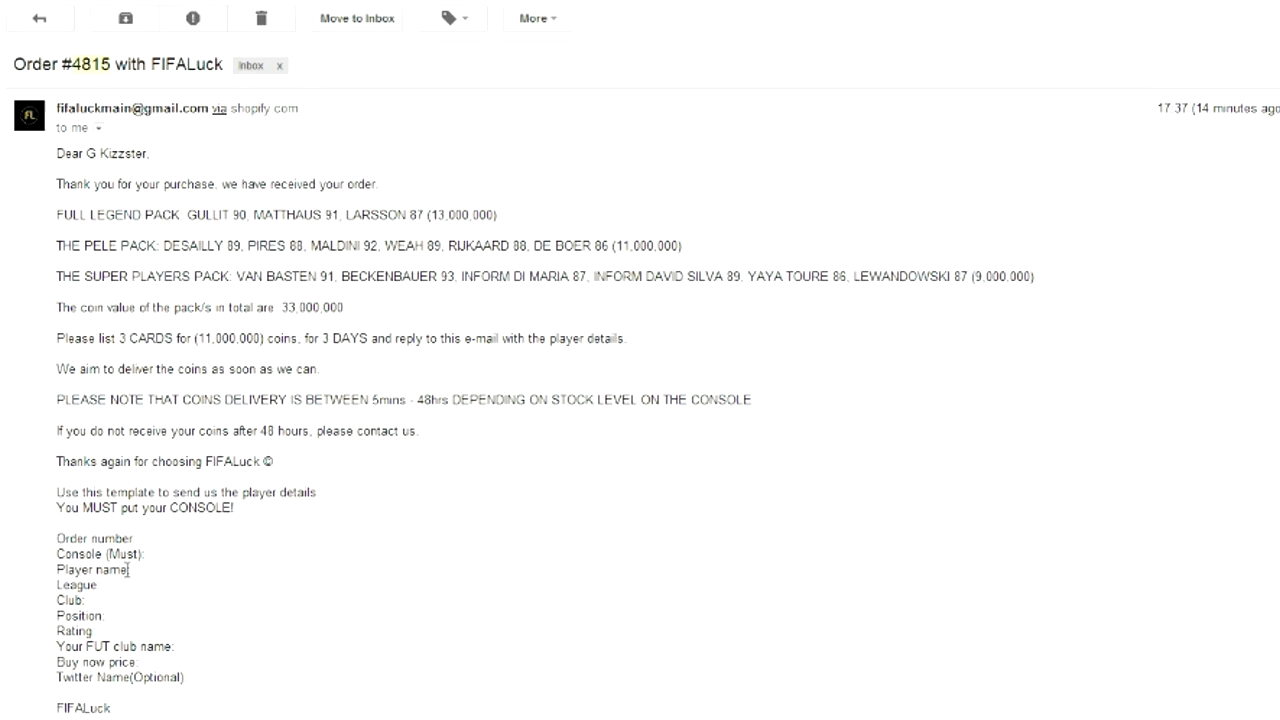 Move to Inbox
More
Order #4815 with FIFALuck
Inbox x
FL
fifaluckmain@gmail.com via shopify.com
17:37 (14 minutes ago
to me
Dear G Kizzster,
Thank you for your purchase, we have received your order.
FULL LEGEND PACK: GULLIT 90, MATTHAUS 91, LARSSON 87 (13,000,000)
THE PELE PACK: DESAILLY 89, PIRES 88, MALDINI 92, WEAH 89, RIJKAARD 88, DE BOER 86 (11,000,000)
THE SUPER PLAYERS PACK: VAN BASTEN 91, BECKENBAUER 93, INFORM DI MARIA 87, INFORM DAVID SILVA 89, YAYA TOURE 86, LEWANDOWSKI 87 (9,000,000)
The coin value of the pack/s in total are: 33,000,000
Please list 3 CARDS for (11,000,000) coins, for 3 DAYS and reply to this e-mail with the player details.
We aim to deliver the coins as soon as we can.
PLEASE NOTE THAT COINS DELIVERY IS BETWEEN 5mins - 48hrs DEPENDING ON STOCK LEVEL ON THE CONSOLE
If you do not receive your coins after 48 hours, please contact us.
Thanks again for choosing FIFALuck ©
Use this template to send us the player details
You MUST put your CONSOLE!
Order number
Console (Must):
Player name:
League:
Club:
Position:
Rating:
Your FUT club name:
Buy now price:
Twitter Name(Optional)
FIFALuck